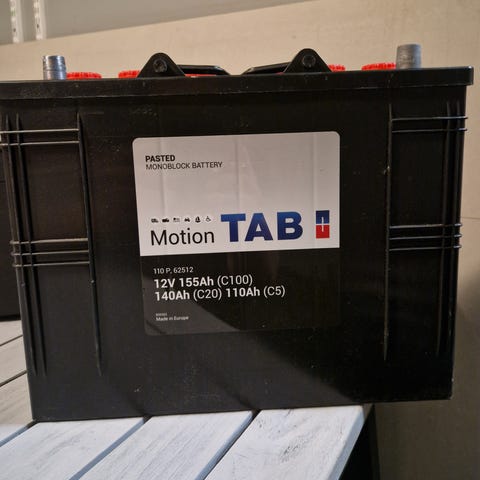 PASTED
MONOBLOCK BATTERY
Motion TAB
110 P, 62512
12V 155Ah (C100)
140Ah (C20) 110Ah (C5)
Made in Europe